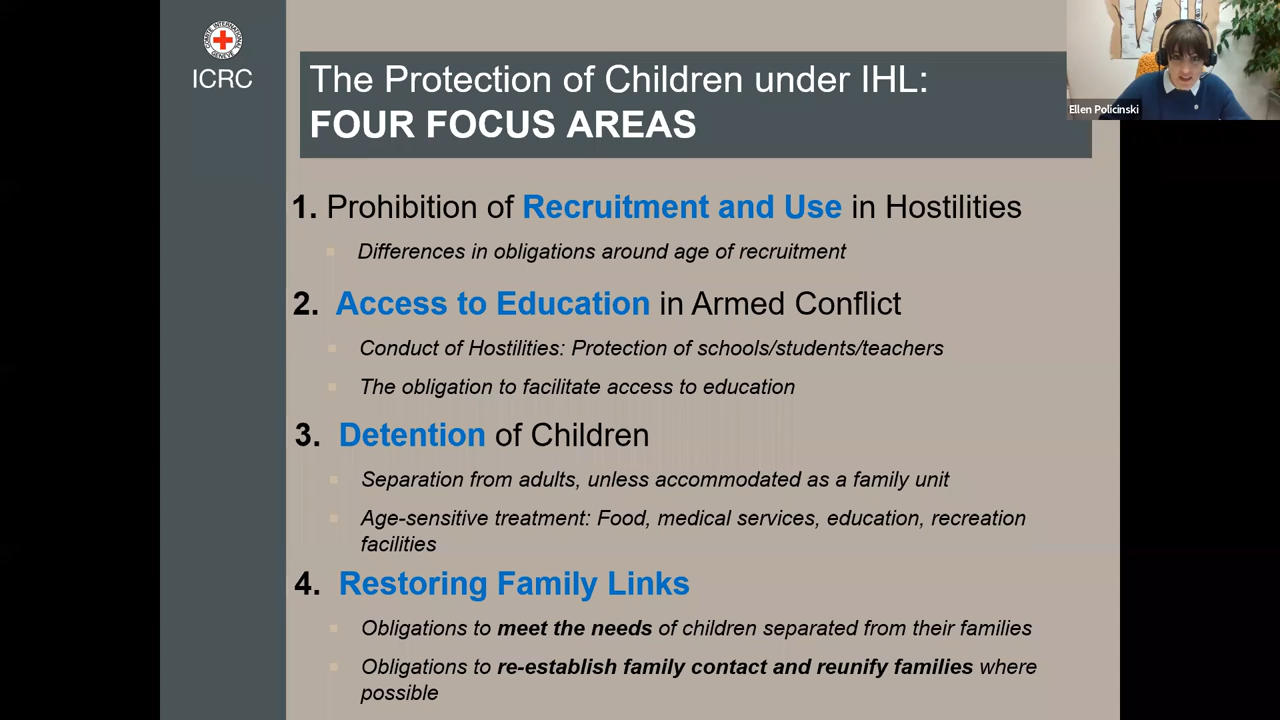 ICRC
The Protection of Children under IHL:
FOUR FOCUS AREAS
Ellen Policinski
1. Prohibition of Recruitment and Use in Hostilities
Differences in obligations around age of recruitment
2. Access to Education in Armed Conflict
Conduct of Hostilities: Protection of schools/students/teachers
The obligation to facilitate access to education
3. Detention of Children
Separation from adults, unless accommodated as a family unit
Age-sensitive treatment: Food, medical services, education, recreation
facilities
4. Restoring Family Links
Obligations to meet the needs of children separated from their families
Obligations to re-establish family contact and reunify families where
possible